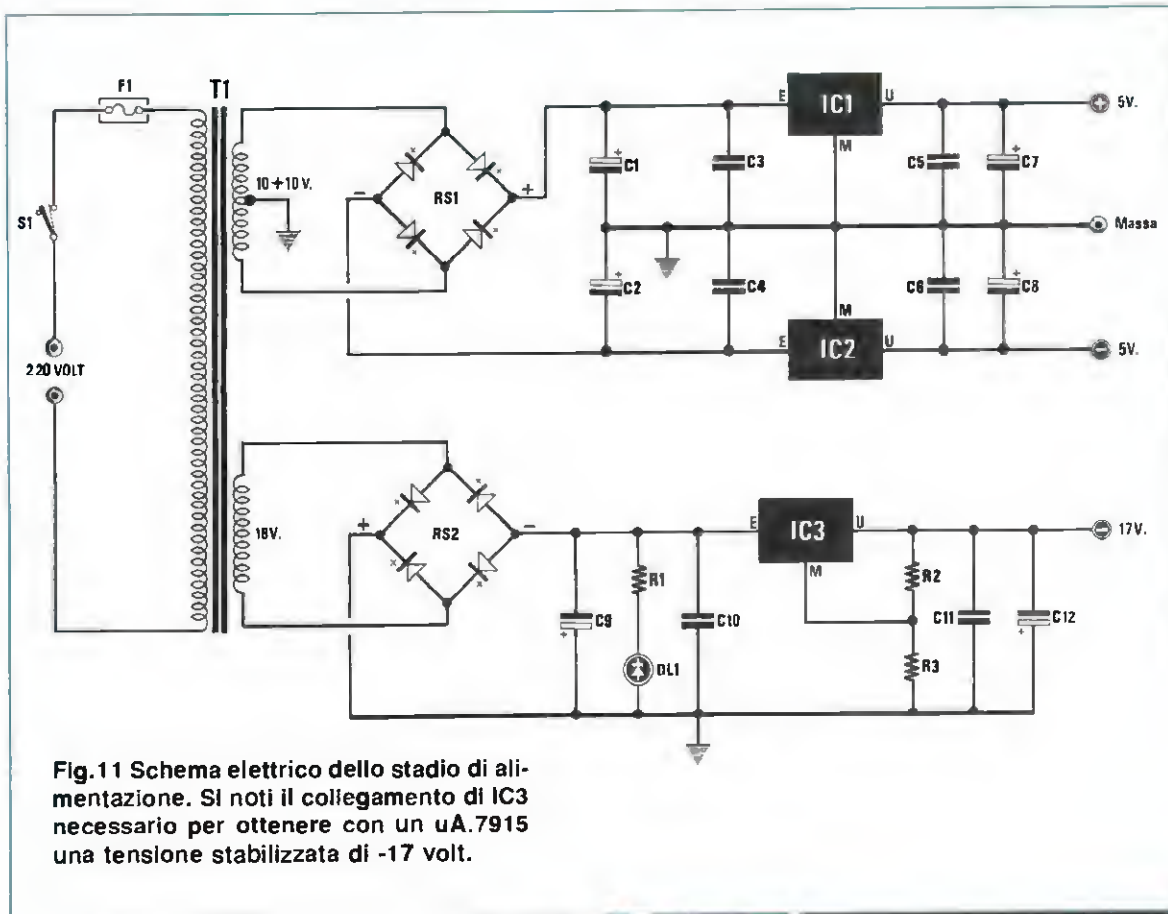 F1
T1
S1
220 VOLT
10+10 V.
RS1
-
+
C1
C2
C3
C4
E
IC1
U
M
M
E
IC2
U
C5
C6
C7
C8
+ 5V.
Massa
- 5V.
18V.
+
RS2
-
C9
R1
DL1
C10
E
IC3
U
M
R2
R3
C11
C12
- 17V.
Fig.11 Schema elettrico dello stadio di ali-
mentazione. Si noti il collegamento di IC3
necessario per ottenere con un uA.7915
una tensione stabilizzata di -17 volt.